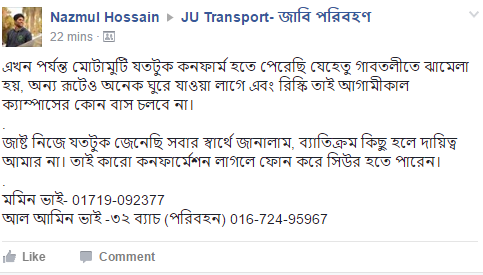 Nazmul Hossain ▶ JU Transport- জাবি পরিবহণ
22 mins ·
এখন পর্যন্ত মোটামুটি যতটুক কনফার্ম হতে পেরেছি যেহেতু গাবতলীতে ঝামেলা
হয়, অন্য রূটেও অনেক ঘুরে যাওয়া লাগে এবং রিস্কি তাই আগামীকাল
ক্যাম্পাসের কোন বাস চলবে না।
.
জাষ্ট নিজে যতটুক জেনেছি সবার স্বার্থে জানালাম, ব্যাতিক্রম কিছু হলে দায়িত্ব
আমার না। তাই কারো কনফার্মেশন লাগলে ফোন করে সিউর হতে পারেন।
.
মমিন ভাই- 01719-092377
আল আমিন ভাই -৩২ ব্যাচ (পরিবহন) 016-724-95967
Like Comment